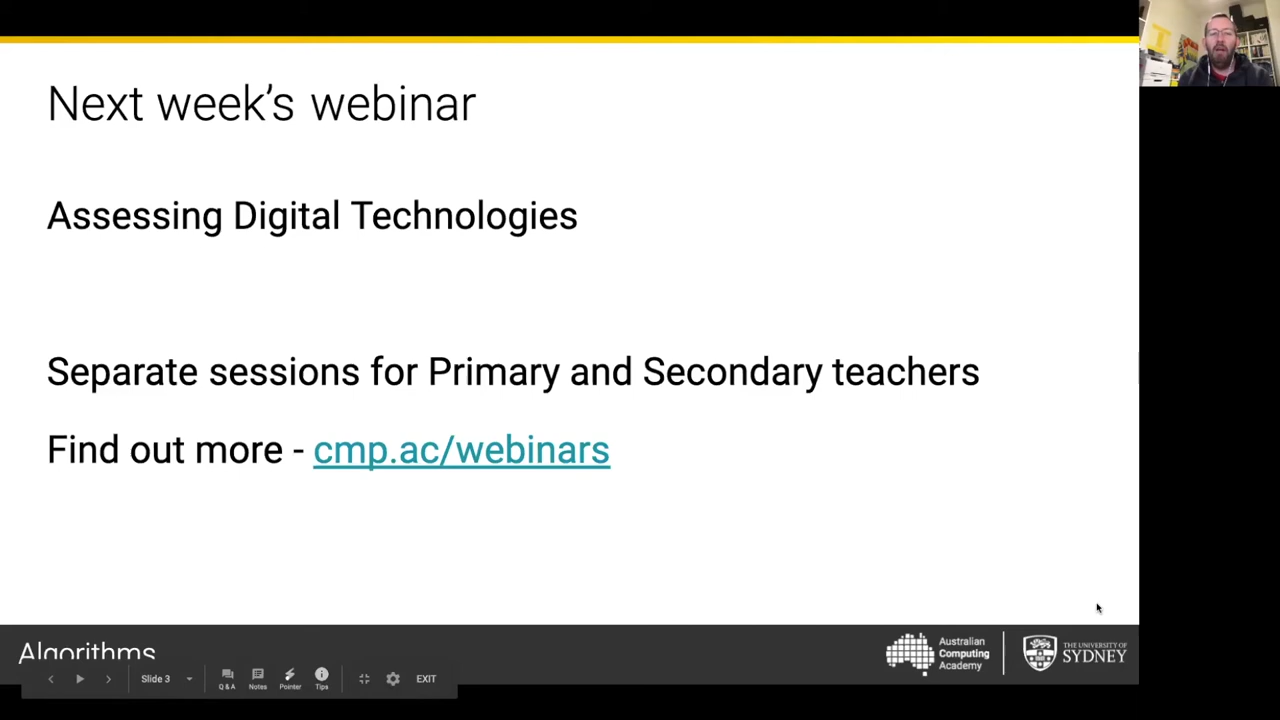 Next week's webinar
Assessing Digital Technologies
Separate sessions for Primary and Secondary teachers
Find out more - cmp.ac/webinars
Algorithms
Australian
Computing
Academy
THE UNIVERSITY OF
SYDNEY
Slide 3
Q & A
Notes
Pointer
Tips
EXIT